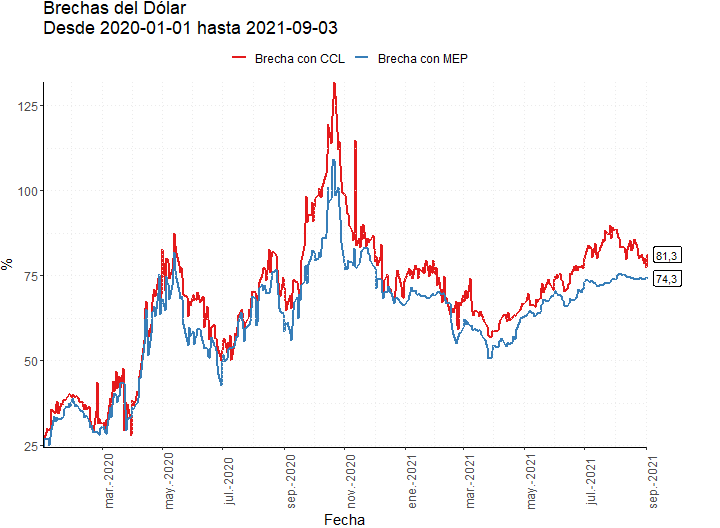 Brechas del Dólar
Desde 2020-01-01 hasta 2021-09-03
Brecha con CCL
Brecha con MEP
%
125
100
75
50
25
81,3
74,3
mar.-2020
may.-2020
jul.-2020
sep.-2020
nov.-2020
ene.-2021
mar.-2021
may.-2021
jul.-2021
sep.-2021
Fecha